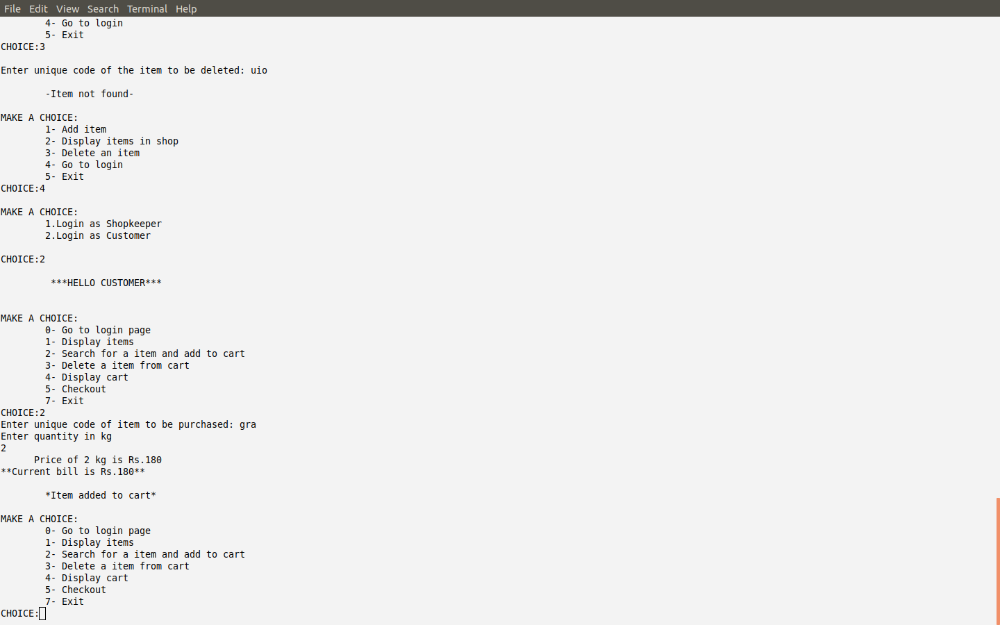 File Edit View Search Terminal Help
4- Go to login
5- Exit
CHOICE:3
Enter unique code of the item to be deleted: uio
-Item not found-
MAKE A CHOICE:
1- Add item
2- Display items in shop
3- Delete an item
4- Go to login
5- Exit
CHOICE:4
MAKE A CHOICE:
1.Login as Shopkeeper
2.Login as Customer
CHOICE:2
***HELLO CUSTOMER***
MAKE A CHOICE:
0- Go to login page
1- Display items
2- Search for a item and add to cart
3- Delete a item from cart
4- Display cart
5- Checkout
7- Exit
CHOICE:2
Enter unique code of item to be purchased: gra
Enter quantity in kg
2
Price of 2 kg is Rs.180
**Current bill is Rs.180**
*Item added to cart*
MAKE A CHOICE:
0- Go to login page
1- Display items
2- Search for a item and add to cart
3- Delete a item from cart
4- Display cart
5- Checkout
7- Exit
CHOICE: